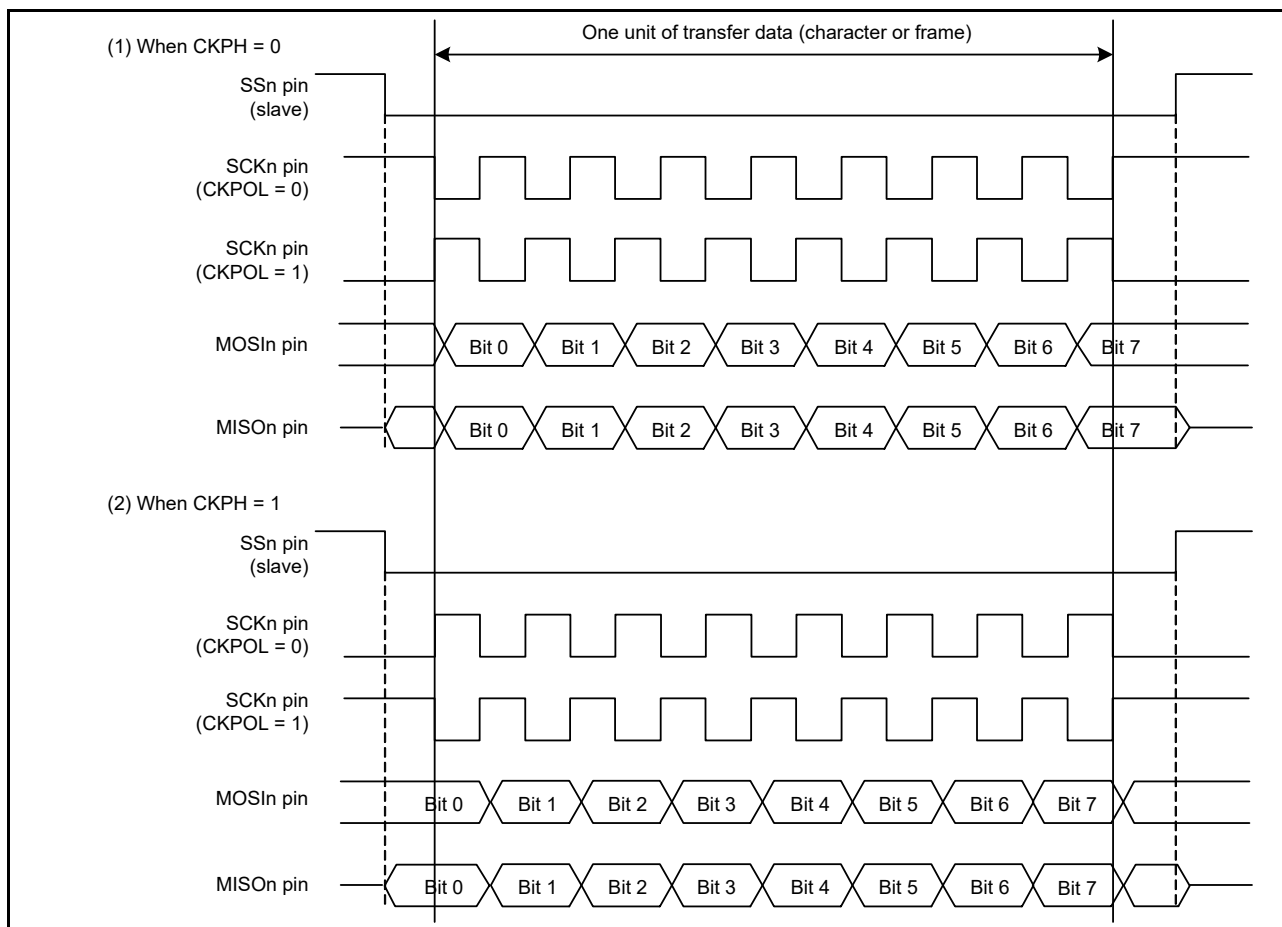 One unit of transfer data (character or frame)
(1) When CKPH = 0
SSn pin
(slave)
SCKn pin
(CKPOL = 0)
SCKn pin
(CKPOL = 1)
MOSIn pin Bit 0 Bit 1 Bit 2 Bit 3 Bit 4 Bit 5 Bit 6 Bit 7
MISOn pin Bit 0 Bit 1 Bit 2 Bit 3 Bit 4 Bit 5 Bit 6 Bit 7
(2) When CKPH = 1
SSn pin
(slave)
SCKn pin
(CKPOL = 0)
SCKn pin
(CKPOL = 1)
MOSIn pin Bit 0 Bit 1 Bit 2 Bit 3 Bit 4 Bit 5 Bit 6 Bit 7
MISOn pin Bit 0 Bit 1 Bit 2 Bit 3 Bit 4 Bit 5 Bit 6 Bit 7